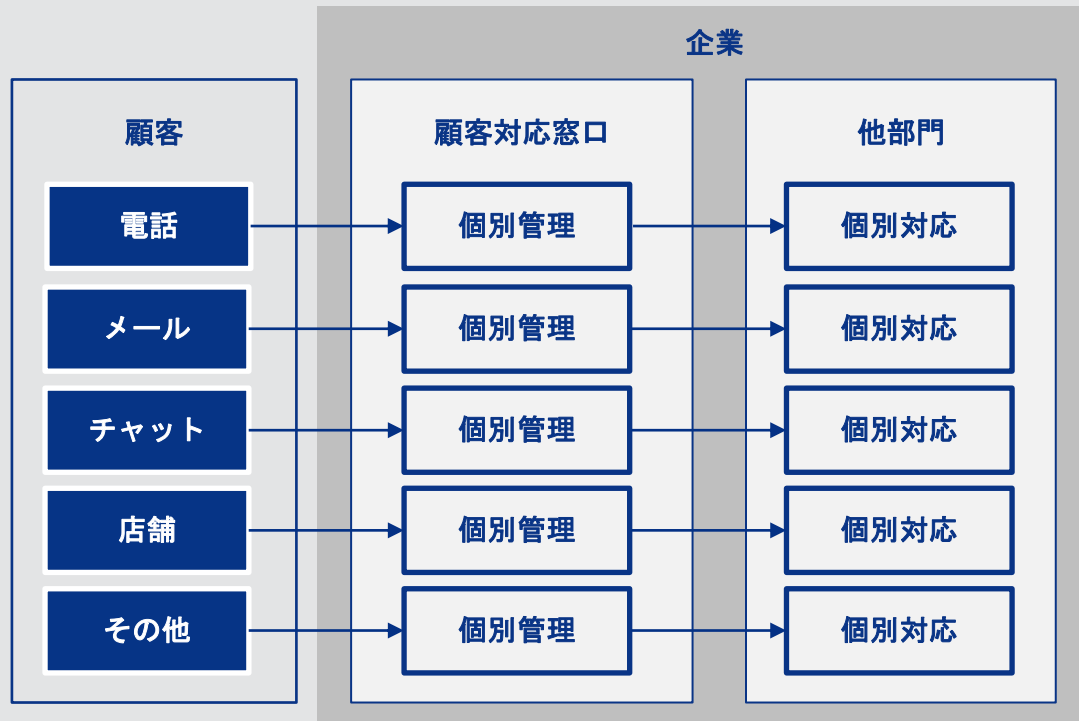 企業
顧客
顧客対応窓口
他部門
電話
個別管理
個別対応
メール
個別管理
個別対応
チャット
個別管理
個別対応
店舗
個別管理
個別対応
その他
個別管理
個別対応